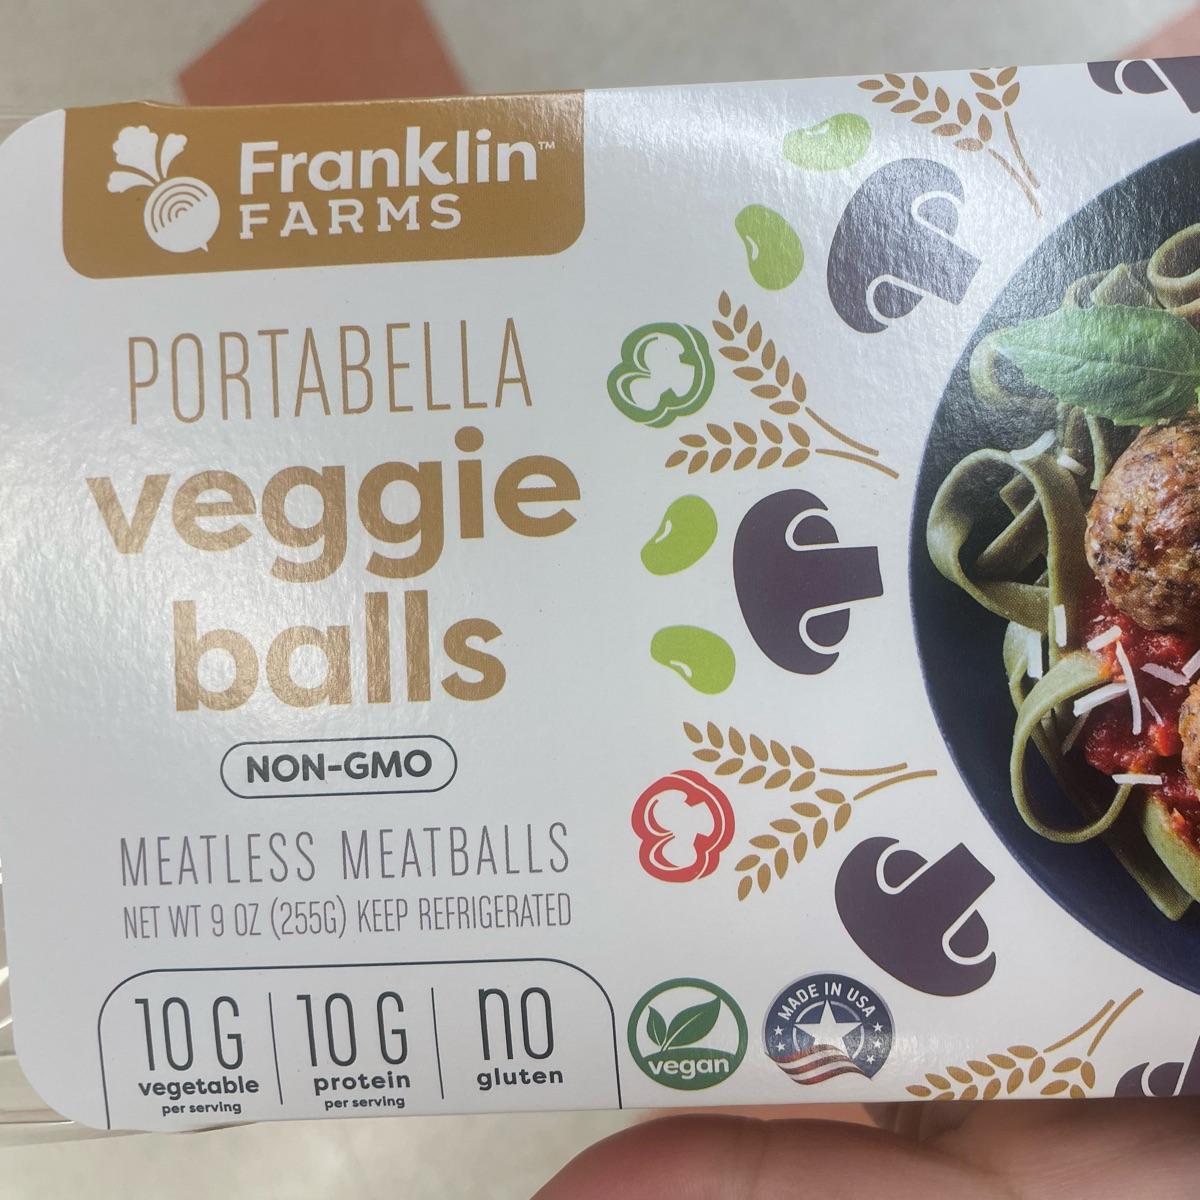 Franklin™
FARMS
PORTABELLA
veggie
balls
NON-GMO
MEATLESS MEATBALLS
NET WT 9 OZ (255G) KEEP REFRIGERATED
10 G
vegetable
per serving
10 G
protein
per serving
no
gluten
vegan
MADE IN USA